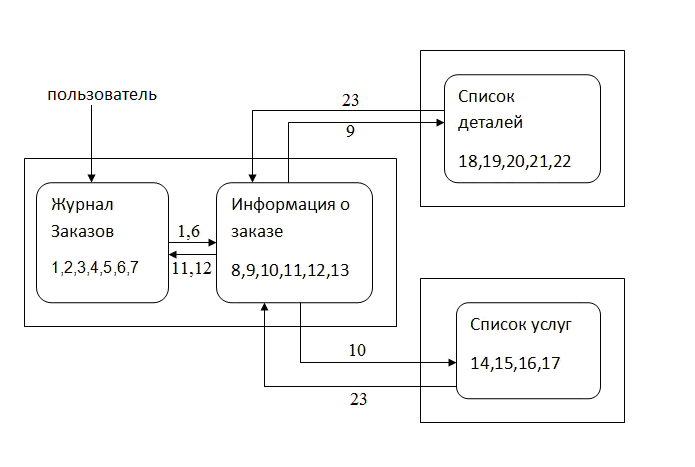 пользователь
23
9
Список
деталей
18,19,20,21,22
Журнал
Заказов
1,2,3,4,5,6,7
1,6
11,12
Информация о
заказе
8,9,10,11,12,13
10
23
Список услуг
14,15,16,17